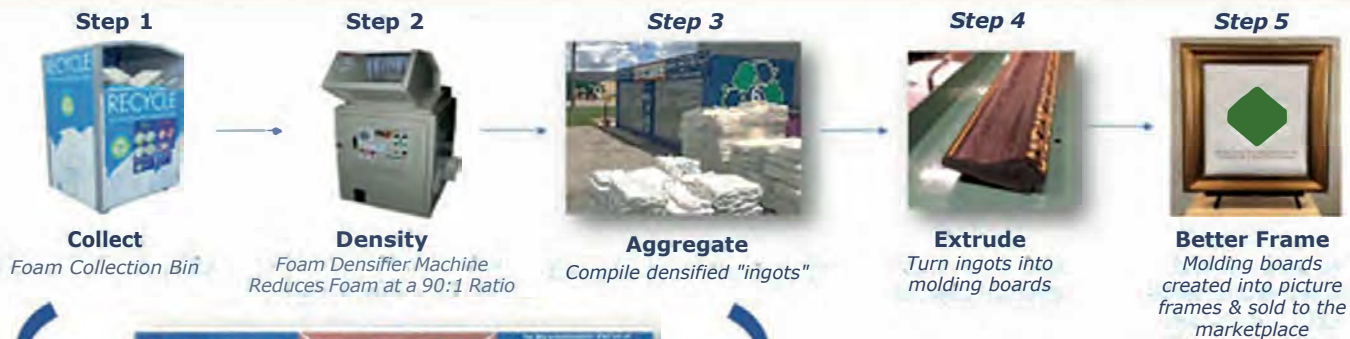 Step 1
Step 2
Step 3
Step 4
Step 5
RECYCLE
RECYCLE
Collect
Foam Collection Bin
Density
Foam Densifier Machine
Reduces Foam at a 90:1 Ratio
Aggregate
Compile densified "ingots"
Extrude
Turn ingots into
molding boards
Better Frame
Molding boards
created into picture
frames & sold to the
marketplace